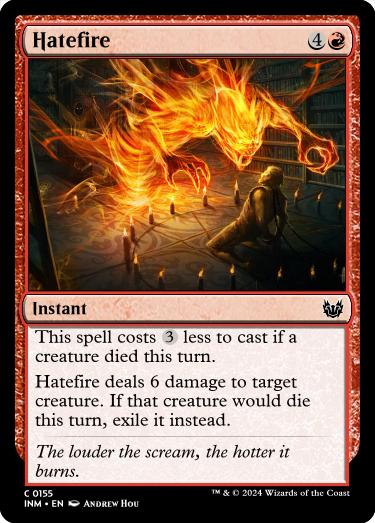 Hatefire 4
Instant
This spell costs 3 less to cast if a
creature died this turn.
Hatefire deals 6 damage to target
creature. If that creature would die
this turn, exile it instead.
The louder the scream, the hotter it
burns.
C 0155
INM • EN Andrew Hou
™ & © 2024 Wizards of the Coast